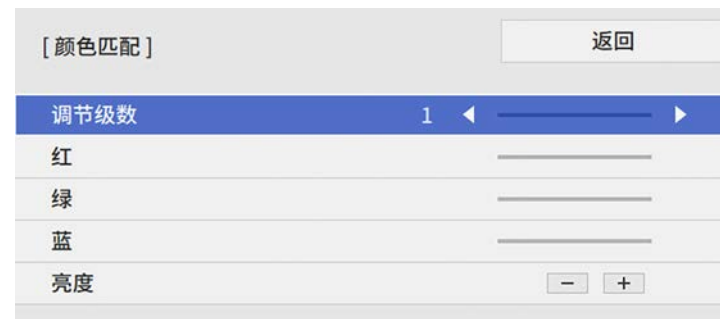 [ 颜色匹配 ]
返回
调节级数 1
红
绿
蓝
亮度 − +